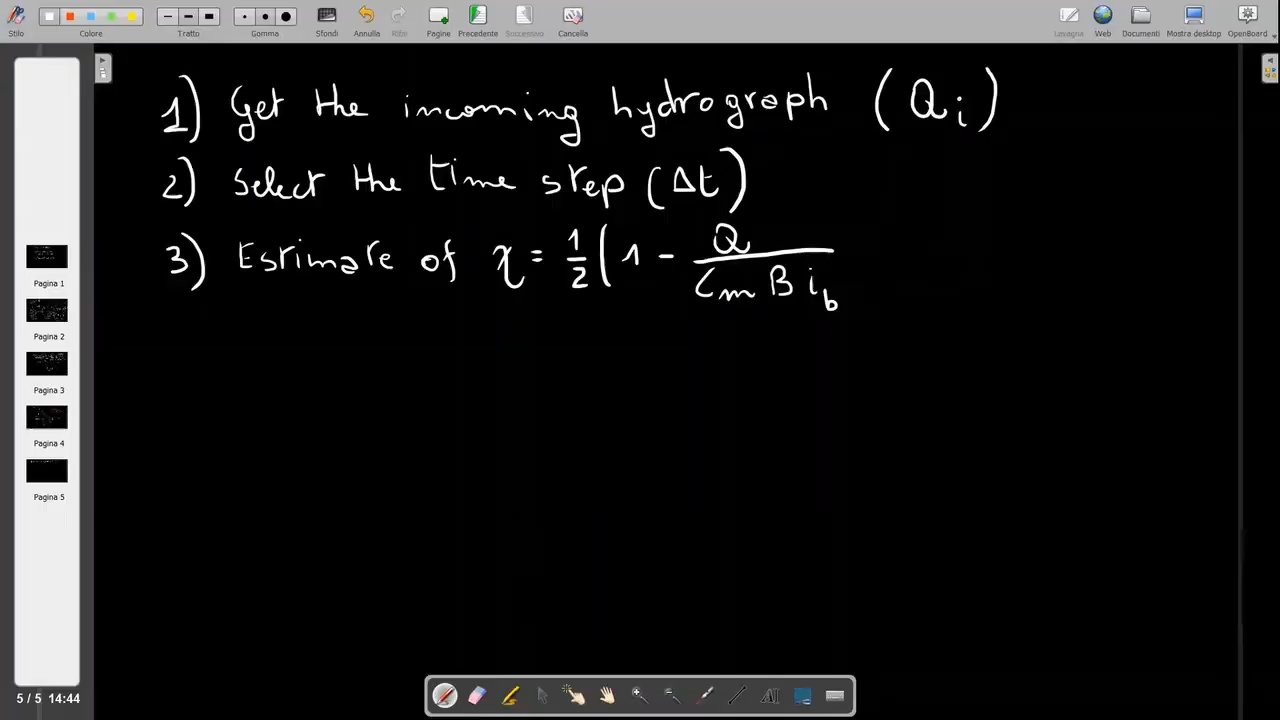 Stilo
Colore
Tratto
Gomma
Sfondi
Annulla
Rifai
Pagine
Precedente
Successivo
Cancella
Lavagna
Web
Documenti
Mostra desktop
OpenBoard
1) Get the incoming hydrograph (Qi)
2) Select the time step (Δt)
3) Estimate of χ = 1/2 (1 - Q / Cm B ib
Pagina 1
Pagina 2
Pagina 3
Pagina 4
Pagina 5
5 / 5 14:44